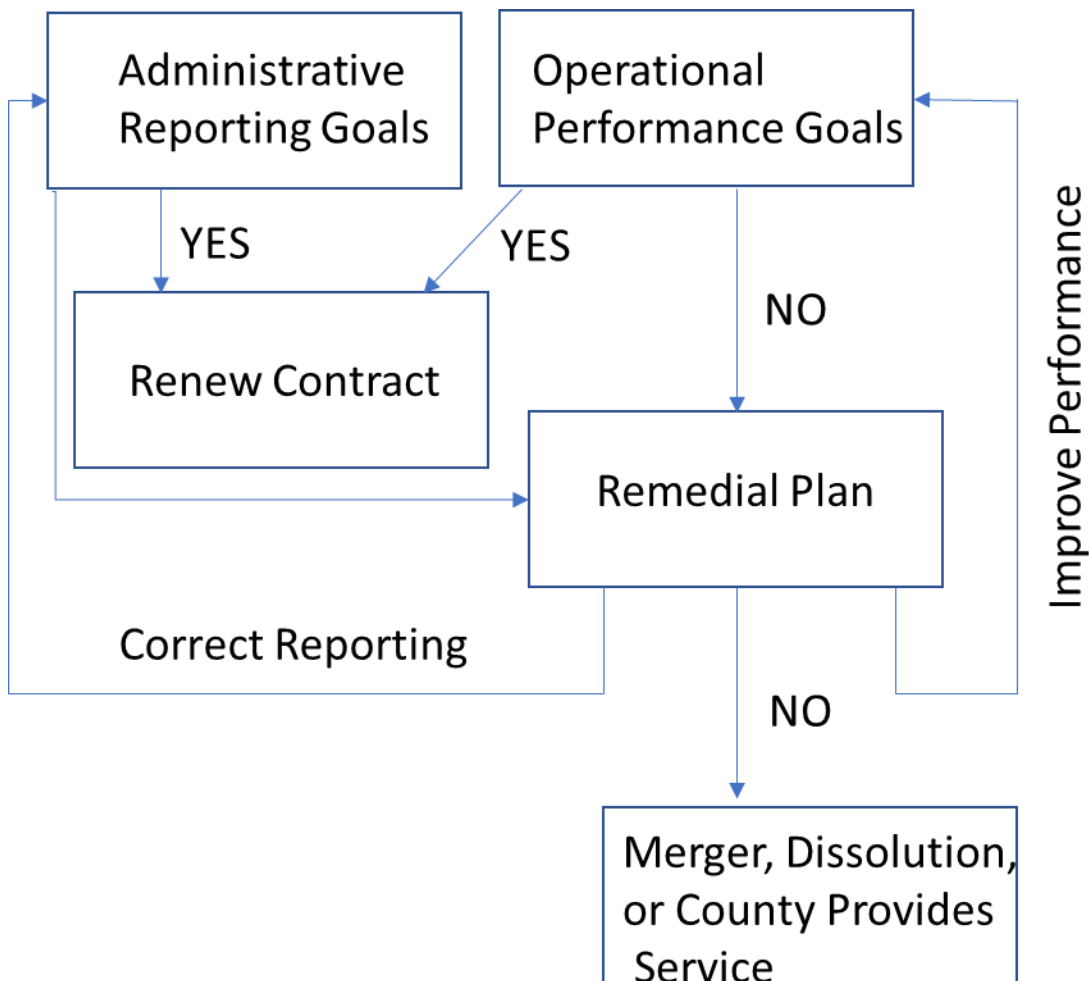 Administrative
Reporting Goals
Operational
Performance Goals
YES
YES
NO
Renew Contract
Remedial Plan
Improve Performance
Correct Reporting
NO
Merger, Dissolution,
or County Provides
Service